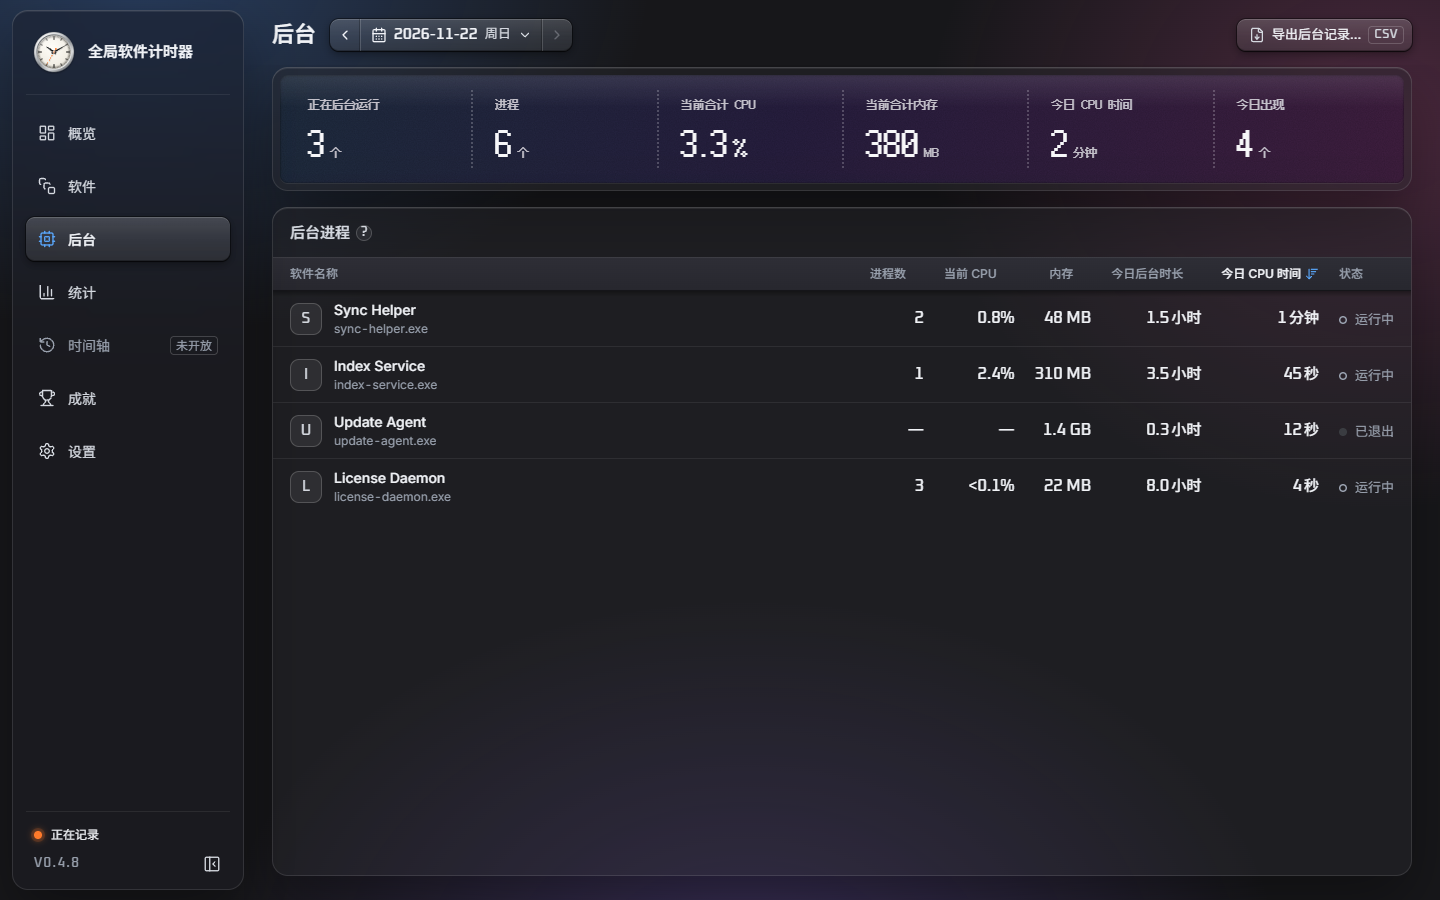 全局软件计时器
概览
软件
后台
统计
时间轴 未开放
成就
设置
正在记录
V0.4.8
后台 2026-11-22 周日
导出后台记录... CSV
正在后台运行 进程 当前合计 CPU 当前合计内存 今日 CPU 时间 今日出现
3 个 6 个 3.3% 380 MB 2 分钟 4 个
后台进程 ?
软件名称 进程数 当前 CPU 内存 今日后台时长 今日 CPU 时间 状态
S Sync Helper 2 0.8% 48 MB 1.5 小时 1 分钟 运行中
sync-helper.exe
I Index Service 1 2.4% 310 MB 3.5 小时 45 秒 运行中
index-service.exe
U Update Agent — — 1.4 GB 0.3 小时 12 秒 已退出
update-agent.exe
L License Daemon 3 <0.1% 22 MB 8.0 小时 4 秒 运行中
license-daemon.exe